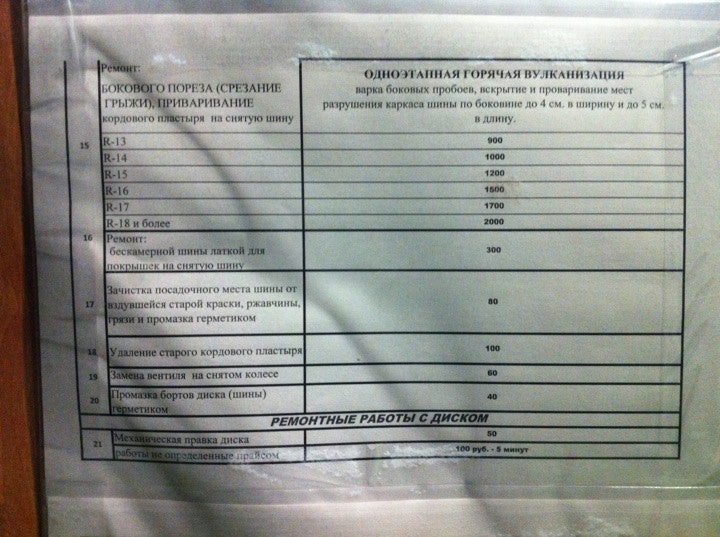 Ремонт:
БОКОВОГО ПОРЕЗА (СРЕЗАНИЕ
ГРЫЖИ), ПРИВАРИВАНИЕ
кордового пластыря на снятую шину
ОДНОЭТАПНАЯ ГОРЯЧАЯ ВУЛКАНИЗАЦИЯ
варка боковых пробоев, вскрытие и проваривание мест
разрушения каркаса шины по боковине до 4 см. в ширину и до 5 см.
в длину.
15 R-13 900
R-14 1000
R-15 1200
R-16 1500
R-17 1700
R-18 и более 2000
16 Ремонт:
бескамерной шины латкой для
покрышек на снятую шину
300
Зачистка посадочного места шины от
17 вздувшейся старой краски, ржавчины,
грязи и промазка герметиком
80
18 Удаление старого кордового пластыря 100
19 Замена вентиля на снятом колесе 60
20 Промазка бортов диска (шины)
герметиком
40
РЕМОНТНЫЕ РАБОТЫ С ДИСКОМ
21 Механическая правка диска 50
работы не определенные прайсом 100 руб. - 5 минут